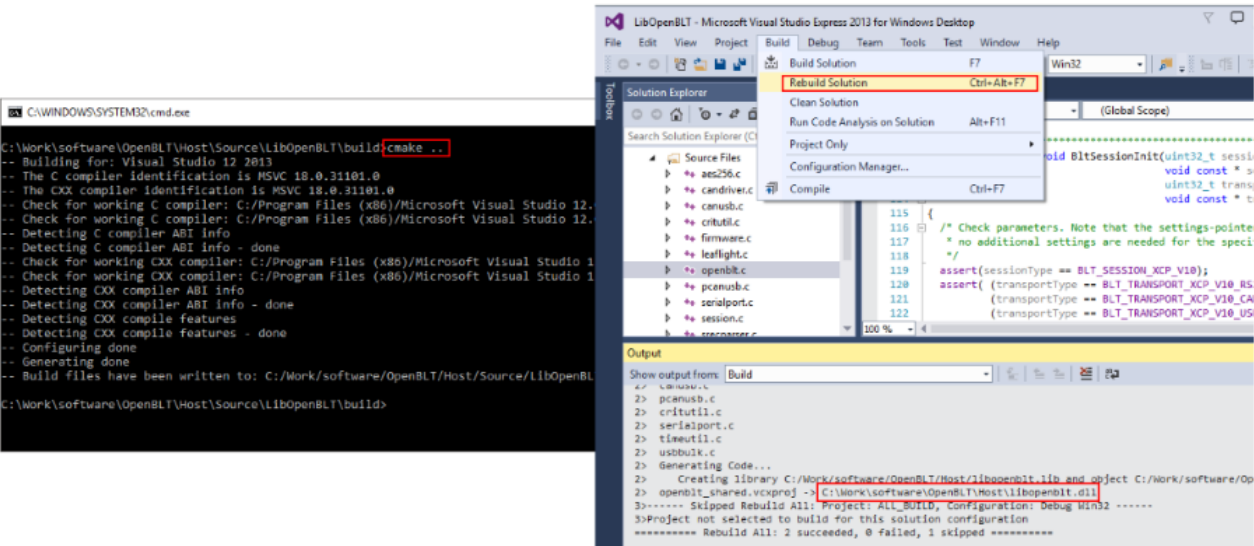 C:\WINDOWS\SYSTEM32\cmd.exe
C:\Work\software\OpenBLT\Host\Source\LibOpenBLT\build>cmake ..
-- Building for: Visual Studio 12 2013
-- The C compiler identification is MSVC 18.0.31101.0
-- The CXX compiler identification is MSVC 18.0.31101.0
-- Check for working C compiler: C:/Program Files (x86)/Microsoft Visual Studio 12.
-- Check for working C compiler: C:/Program Files (x86)/Microsoft Visual Studio 12.
-- Detecting C compiler ABI info
-- Detecting C compiler ABI info - done
-- Check for working CXX compiler: C:/Program Files (x86)/Microsoft Visual Studio 1
-- Check for working CXX compiler: C:/Program Files (x86)/Microsoft Visual Studio 1
-- Detecting CXX compiler ABI info
-- Detecting CXX compiler ABI info - done
-- Detecting CXX compile features
-- Detecting CXX compile features - done
-- Configuring done
-- Generating done
-- Build files have been written to: C:/Work/software/OpenBLT/Host/Source/LibOpenBL
C:\Work\software\OpenBLT\Host\Source\LibOpenBLT\build>
LibOpenBLT - Microsoft Visual Studio Express 2013 for Windows Desktop
File Edit View Project Build Debug Team Tools Test Window Help
Build Solution F7
Rebuild Solution Ctrl+Alt+F7
Clean Solution
Run Code Analysis on Solution Alt+F11
Project Only
Configuration Manager...
Compile Ctrl+F7
Win32
Toolbox
Solution Explorer
Search Solution Explorer (Ct
Source Files
aes256.c
candriver.c
canusb.c
critutil.c
firmware.c
leaflight.c
openblt.c
pcanusb.c
serialport.c
session.c
srecparser.c
(Global Scope)
void BltSessionInit(uint32_t sessi
void const * s
uint32_t transp
void const * t
115 {
116 /* Check parameters. Note that the settings-pointe
117 * no additional settings are needed for the speci
118 */
119 assert(sessionType == BLT_SESSION_XCP_V10);
120 assert( (transportType == BLT_TRANSPORT_XCP_V10_RS
121 (transportType == BLT_TRANSPORT_XCP_V10_CAN
122 (transportType == BLT_TRANSPORT_XCP_V10_USB
100 %
Output
Show output from: Build
2> canusb.c
2> pcanusb.c
2> critutil.c
2> serialport.c
2> timeutil.c
2> usbbulk.c
2> Generating Code...
2> Creating library C:/Work/software/OpenBLT/Host/libopenblt.lib and object C:/Work/software/Op
2> openblt_shared.vcxproj -> C:\Work\software\OpenBLT\Host\libopenblt.dll
3>------ Skipped Rebuild All: Project: ALL_BUILD, Configuration: Debug Win32 ------
3>Project not selected to build for this solution configuration
========== Rebuild All: 2 succeeded, 0 failed, 1 skipped ==========